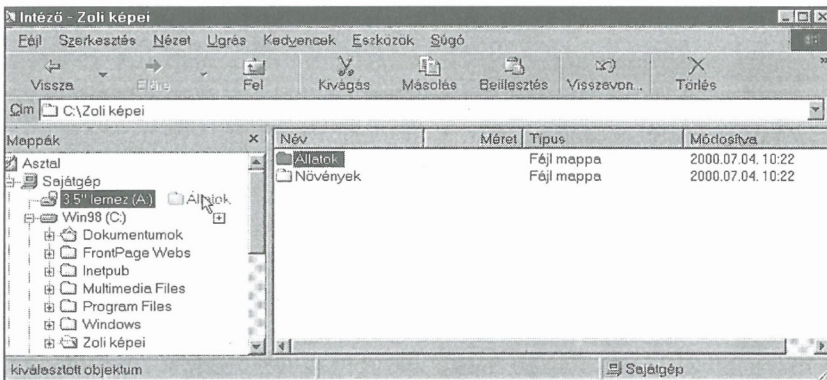 Intéző - Zoli képei
Fájl Szerkesztés Nézet Ugrás Kedvencek Eszközök Súgó
Vissza Előre Fel Kivágás Másolás Beillesztés Visszavon... Törlés »
Cím C:\Zoli képei
Mappák ×
Név Méret Típus Módosítva
Állatok Fájl mappa 2000.07.04. 10:22
Növények Fájl mappa 2000.07.04. 10:22
Asztal
Sajátgép
3.5" lemez (A:) Állatok
Win98 (C:)
Dokumentumok
FrontPage Webs
Inetpub
Multimedia Files
Program Files
Windows
Zoli képei
kiválasztott objektum Sajátgép